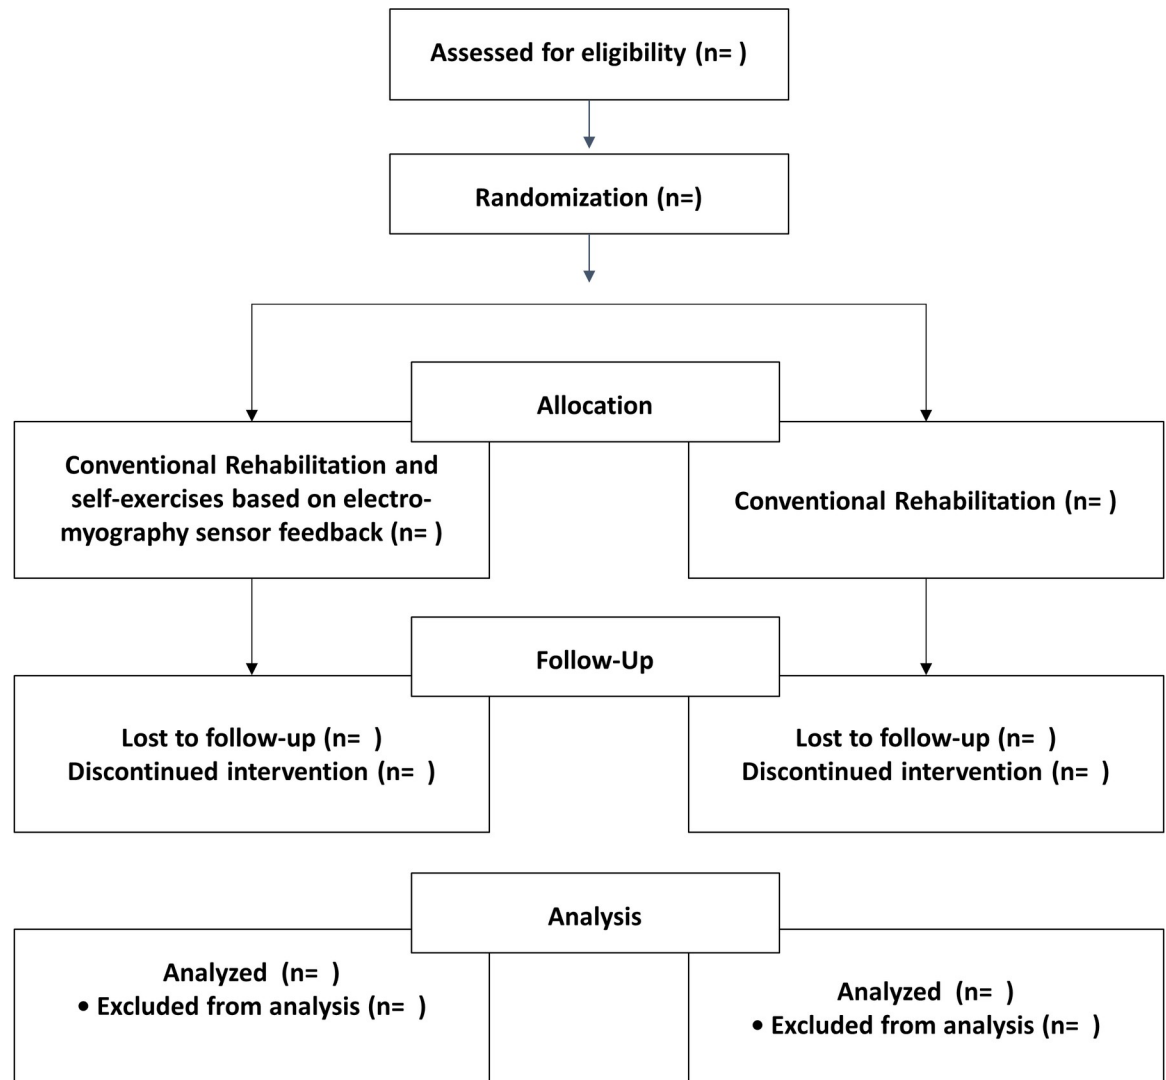 Assessed for eligibility (n= )
Randomization (n=)
Allocation
Conventional Rehabilitation and
self-exercises based on electro-
myography sensor feedback (n= )
Conventional Rehabilitation (n= )
Follow-Up
Lost to follow-up (n=  )
Discontinued intervention (n=  )
Lost to follow-up (n=  )
Discontinued intervention (n=  )
Analysis
Analyzed  (n=  )
• Excluded from analysis (n=  )
Analyzed  (n=  )
• Excluded from analysis (n=  )